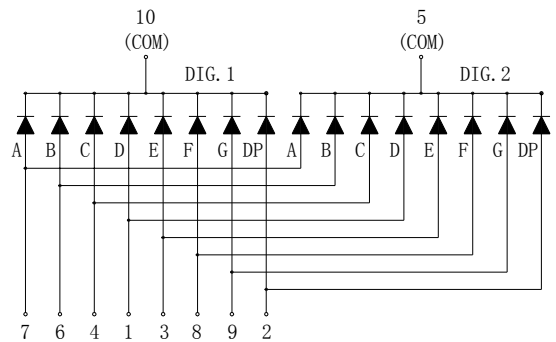 10 5
(COM) (COM)
DIG.1 DIG.2
A B C D E F G DP A B C D E F G DP
7 6 4 1 3 8 9 2